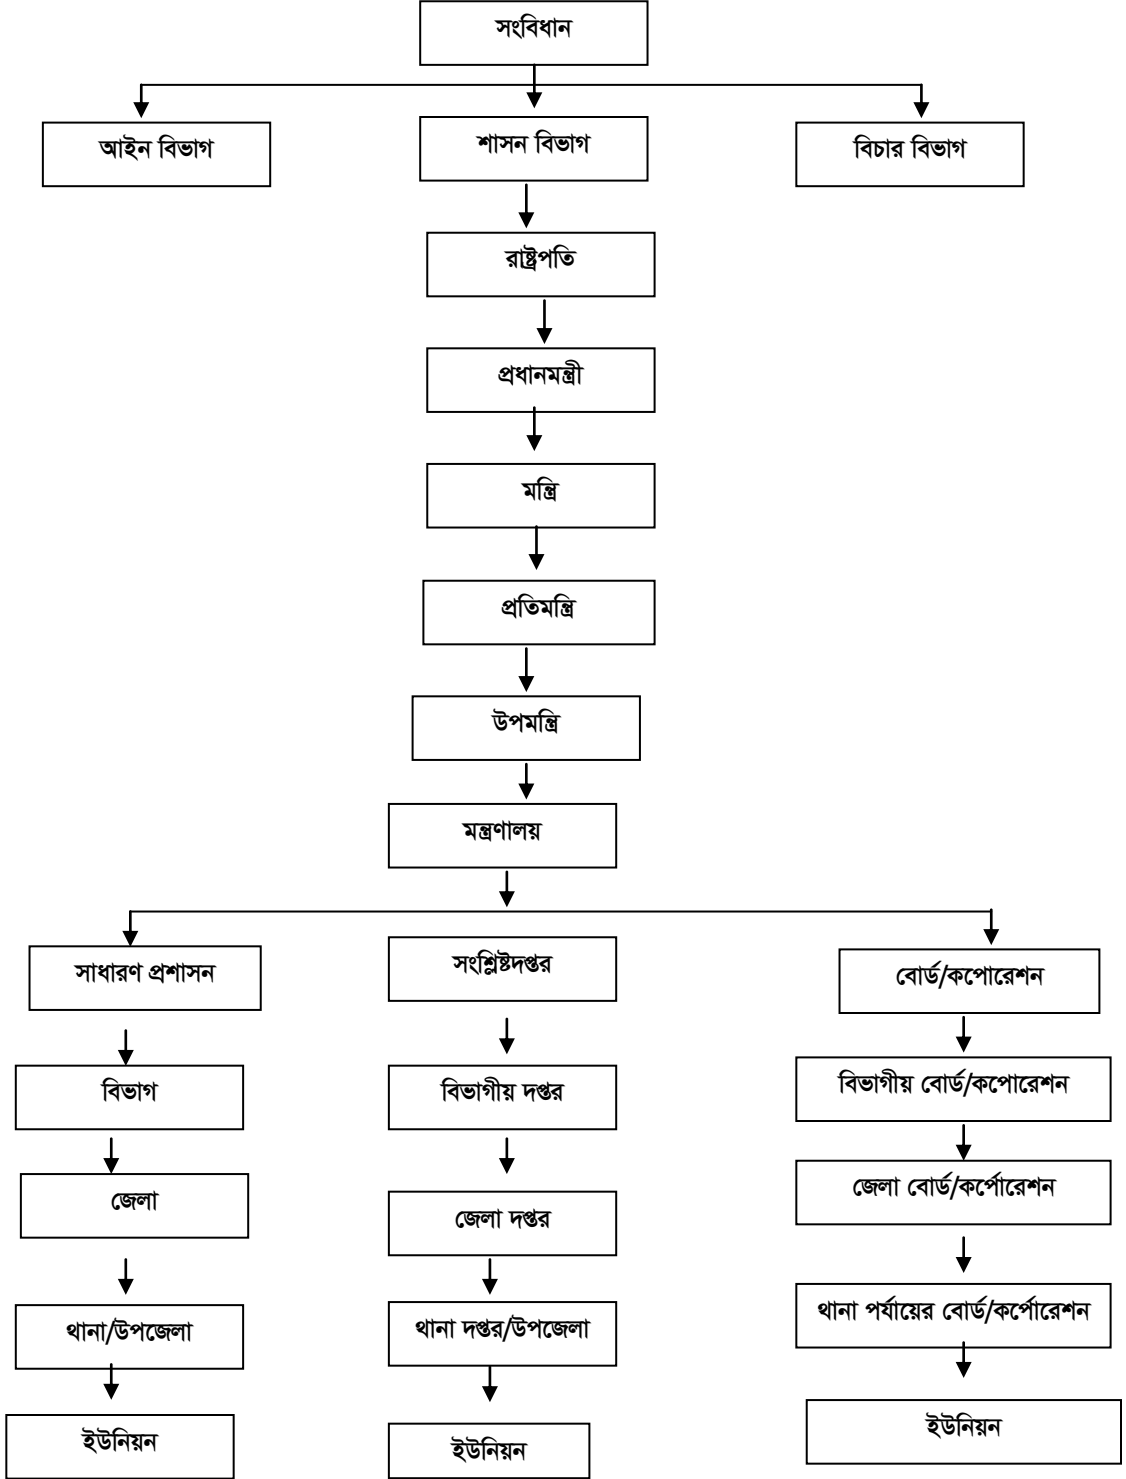 সংবিধান
আইন বিভাগ
শাসন বিভাগ
বিচার বিভাগ
রাষ্ট্রপতি
প্রধানমন্ত্রী
মন্ত্রি
প্রতিমন্ত্রি
উপমন্ত্রি
মন্ত্রণালয়
সাধারণ প্রশাসন
সংশ্লিষ্টদপ্তর
বোর্ড/কপোরেশন
বিভাগ
বিভাগীয় দপ্তর
বিভাগীয় বোর্ড/কপোরেশন
জেলা
জেলা দপ্তর
জেলা বোর্ড/কর্পোরেশন
থানা/উপজেলা
থানা দপ্তর/উপজেলা
থানা পর্যায়ের বোর্ড/কর্পোরেশন
ইউনিয়ন
ইউনিয়ন
ইউনিয়ন